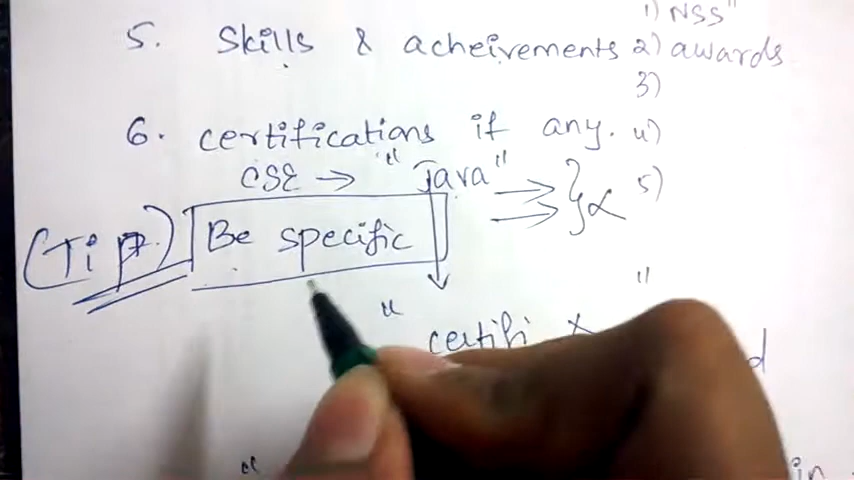 1) NSS"
5. Skills & acheivements 2) awards
3)
6. certifications if any. 4)
CSE → "Java" 5)
(Tip) Be specific
"
"
certifi
d
"
in